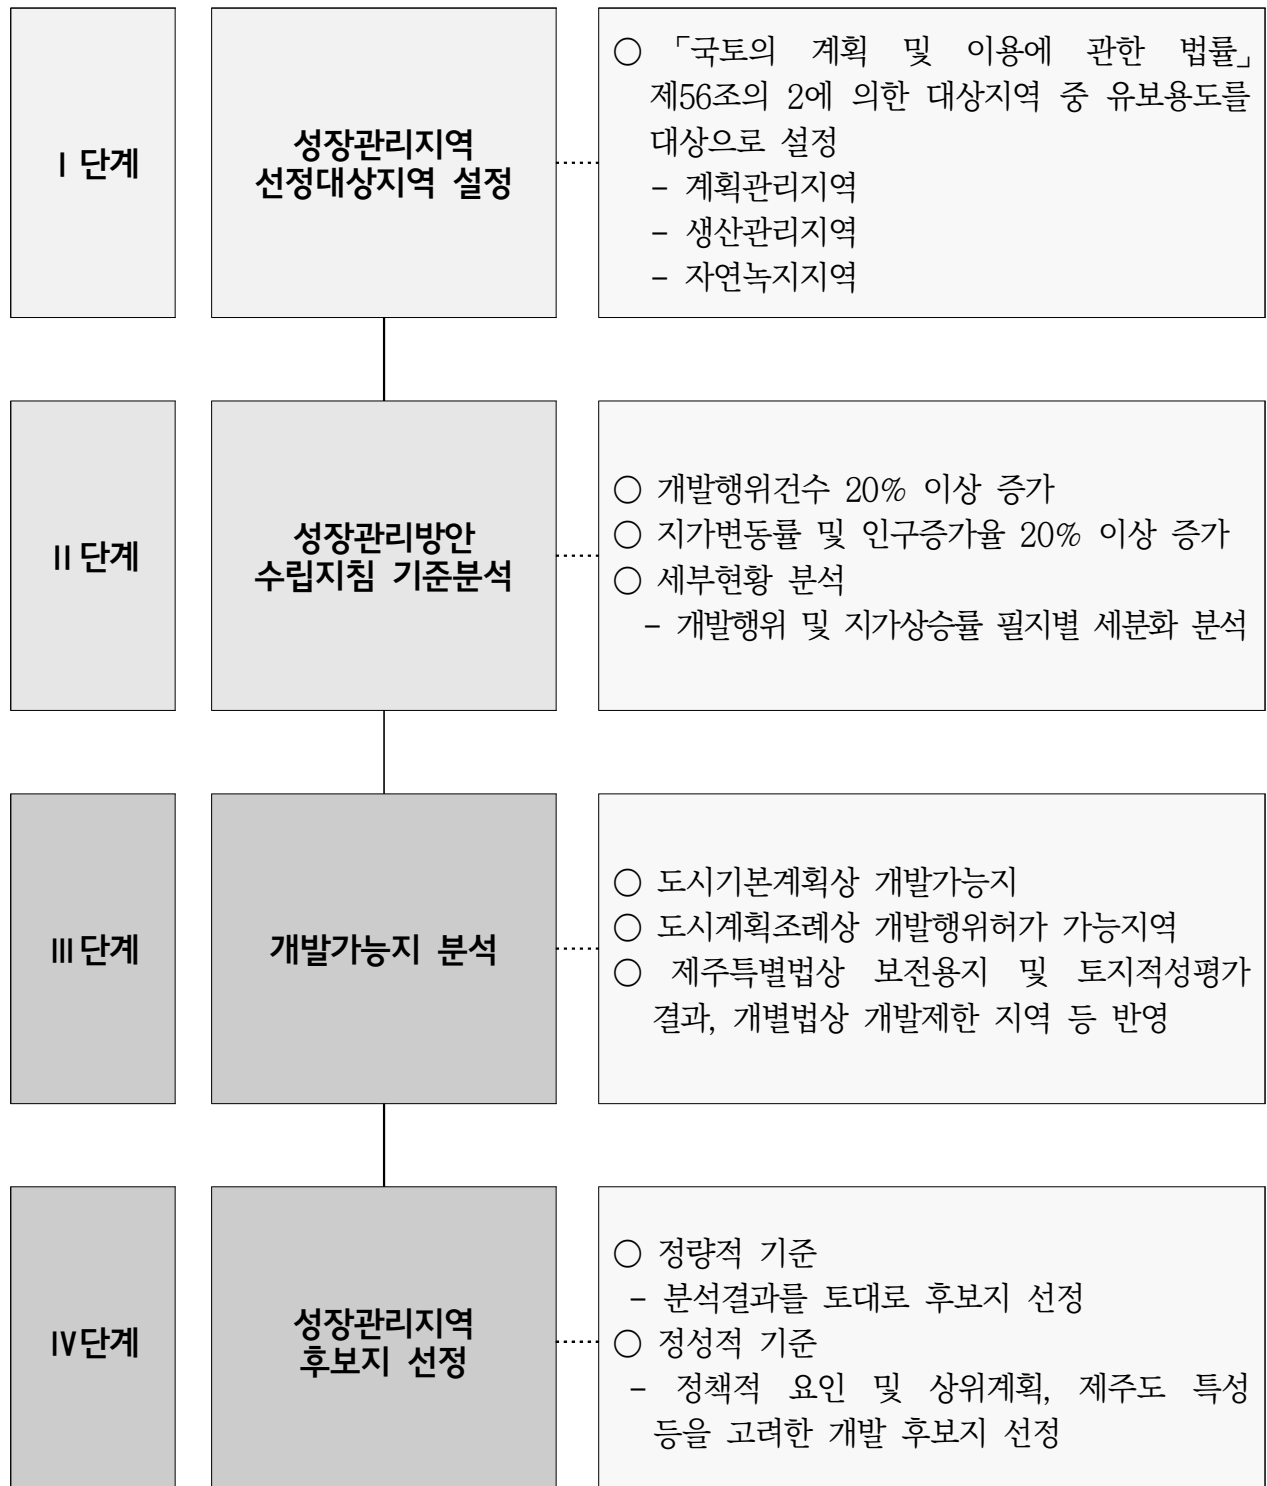 Ⅰ단계
성장관리지역
선정대상지역 설정
○ 「국토의 계획 및 이용에 관한 법률」
제56조의 2에 의한 대상지역 중 유보용도를
대상으로 설정
- 계획관리지역
- 생산관리지역
- 자연녹지지역
Ⅱ단계
성장관리방안
수립지침 기준분석
○ 개발행위건수 20% 이상 증가
○ 지가변동률 및 인구증가율 20% 이상 증가
○ 세부현황 분석
- 개발행위 및 지가상승률 필지별 세분화 분석
Ⅲ단계
개발가능지 분석
○ 도시기본계획상 개발가능지
○ 도시계획조례상 개발행위허가 가능지역
○ 제주특별법상 보전용지 및 토지적성평가
결과, 개별법상 개발제한 지역 등 반영
Ⅳ단계
성장관리지역
후보지 선정
○ 정량적 기준
- 분석결과를 토대로 후보지 선정
○ 정성적 기준
- 정책적 요인 및 상위계획, 제주도 특성
등을 고려한 개발 후보지 선정